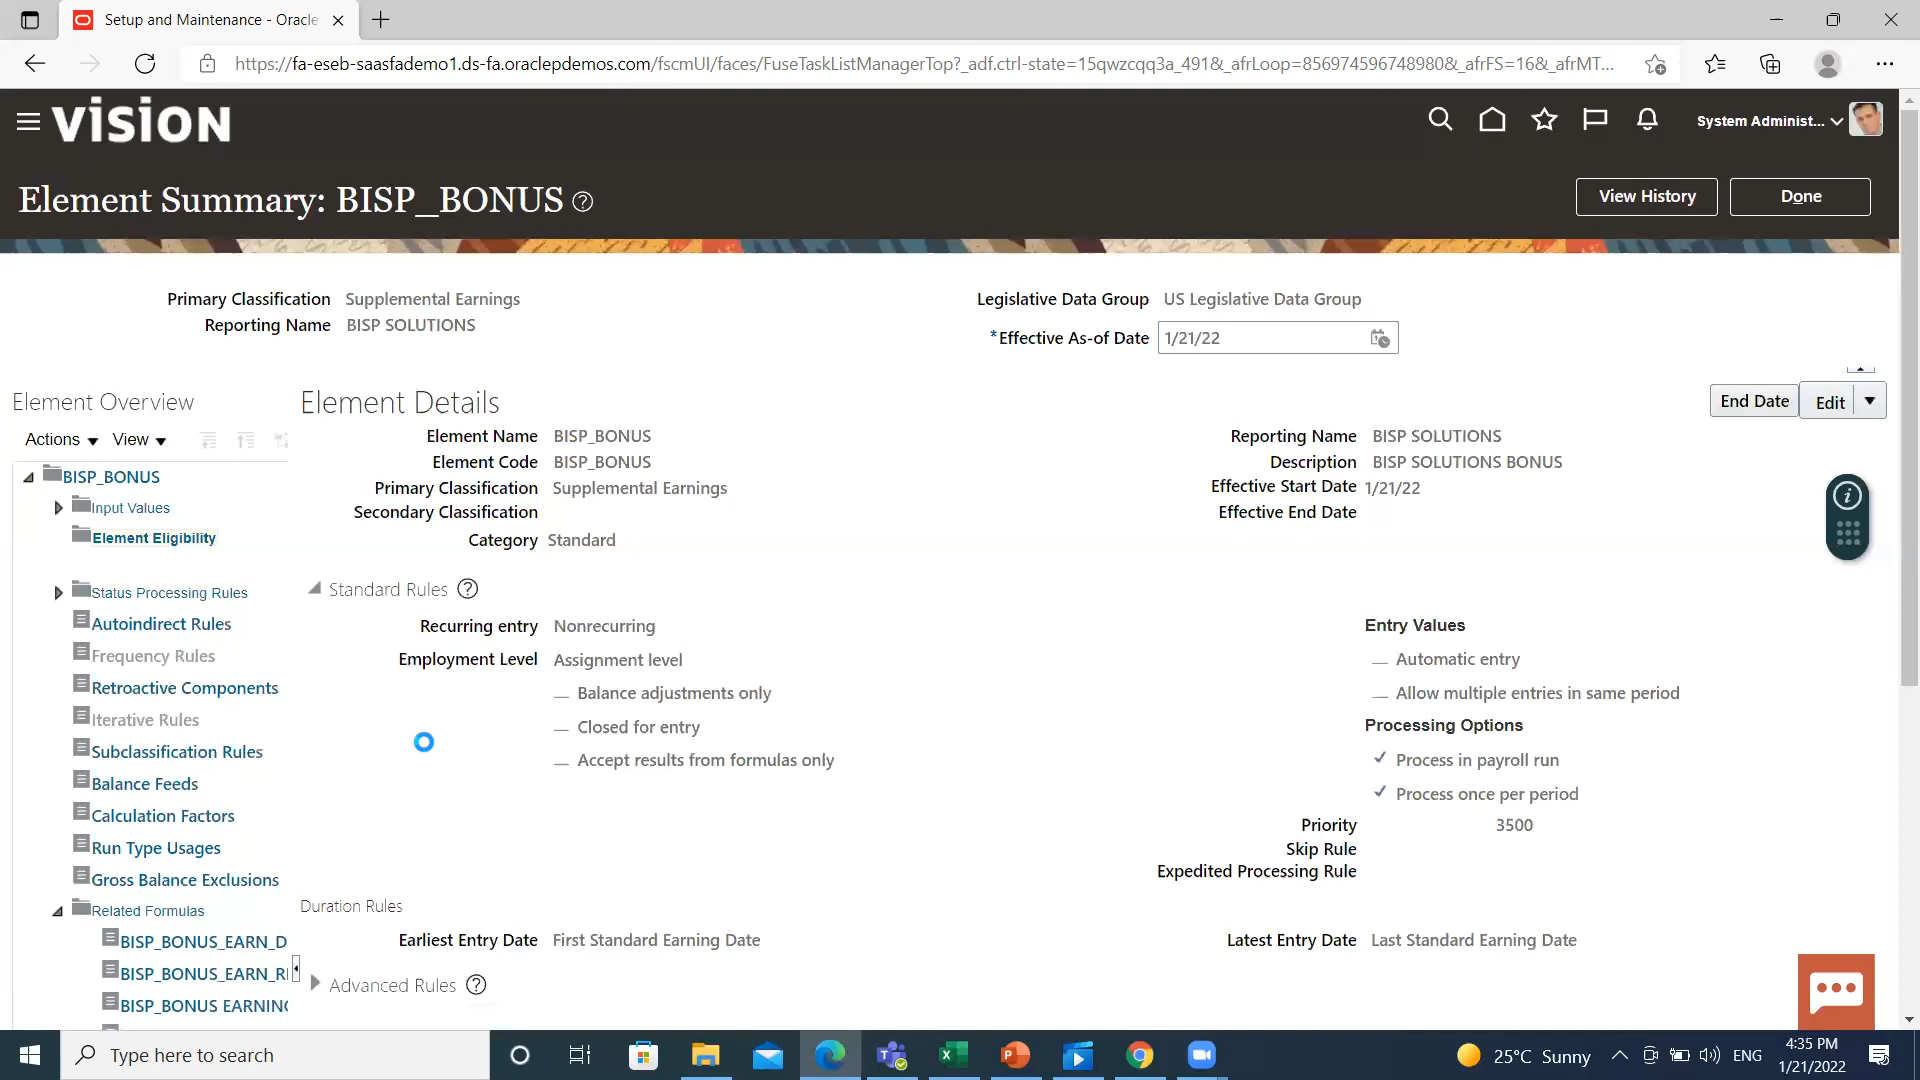 Setup and Maintenance - Oracle
https://fa-eseb-saasfademo1.ds-fa.oraclepdemos.com/fscmUI/faces/FuseTaskListManagerTop?_adf.ctrl-state=15qwzcqq3a_491&_afrLoop=856974596748980&_afrFS=16&_afrMT...
VISION
System Administ...
Element Summary: BISP_BONUS
View History
Done
Primary Classification Supplemental Earnings
Reporting Name BISP SOLUTIONS
Legislative Data Group US Legislative Data Group
*Effective As-of Date 1/21/22
Element Overview
Actions View
BISP_BONUS
Input Values
Element Eligibility
Status Processing Rules
Autoindirect Rules
Frequency Rules
Retroactive Components
Iterative Rules
Subclassification Rules
Balance Feeds
Calculation Factors
Run Type Usages
Gross Balance Exclusions
Related Formulas
BISP_BONUS_EARN_D
BISP_BONUS_EARN_R
BISP_BONUS EARNING
Element Details
End Date
Edit
Element Name BISP_BONUS
Element Code BISP_BONUS
Primary Classification Supplemental Earnings
Secondary Classification
Category Standard
Reporting Name BISP SOLUTIONS
Description BISP SOLUTIONS BONUS
Effective Start Date 1/21/22
Effective End Date
Standard Rules
Recurring entry Nonrecurring
Employment Level Assignment level
Balance adjustments only
Closed for entry
Accept results from formulas only
Entry Values
Automatic entry
Allow multiple entries in same period
Processing Options
Process in payroll run
Process once per period
Priority 3500
Skip Rule
Expedited Processing Rule
Duration Rules
Earliest Entry Date First Standard Earning Date
Latest Entry Date Last Standard Earning Date
Advanced Rules
Type here to search
25°C Sunny
ENG
4:35 PM
1/21/2022